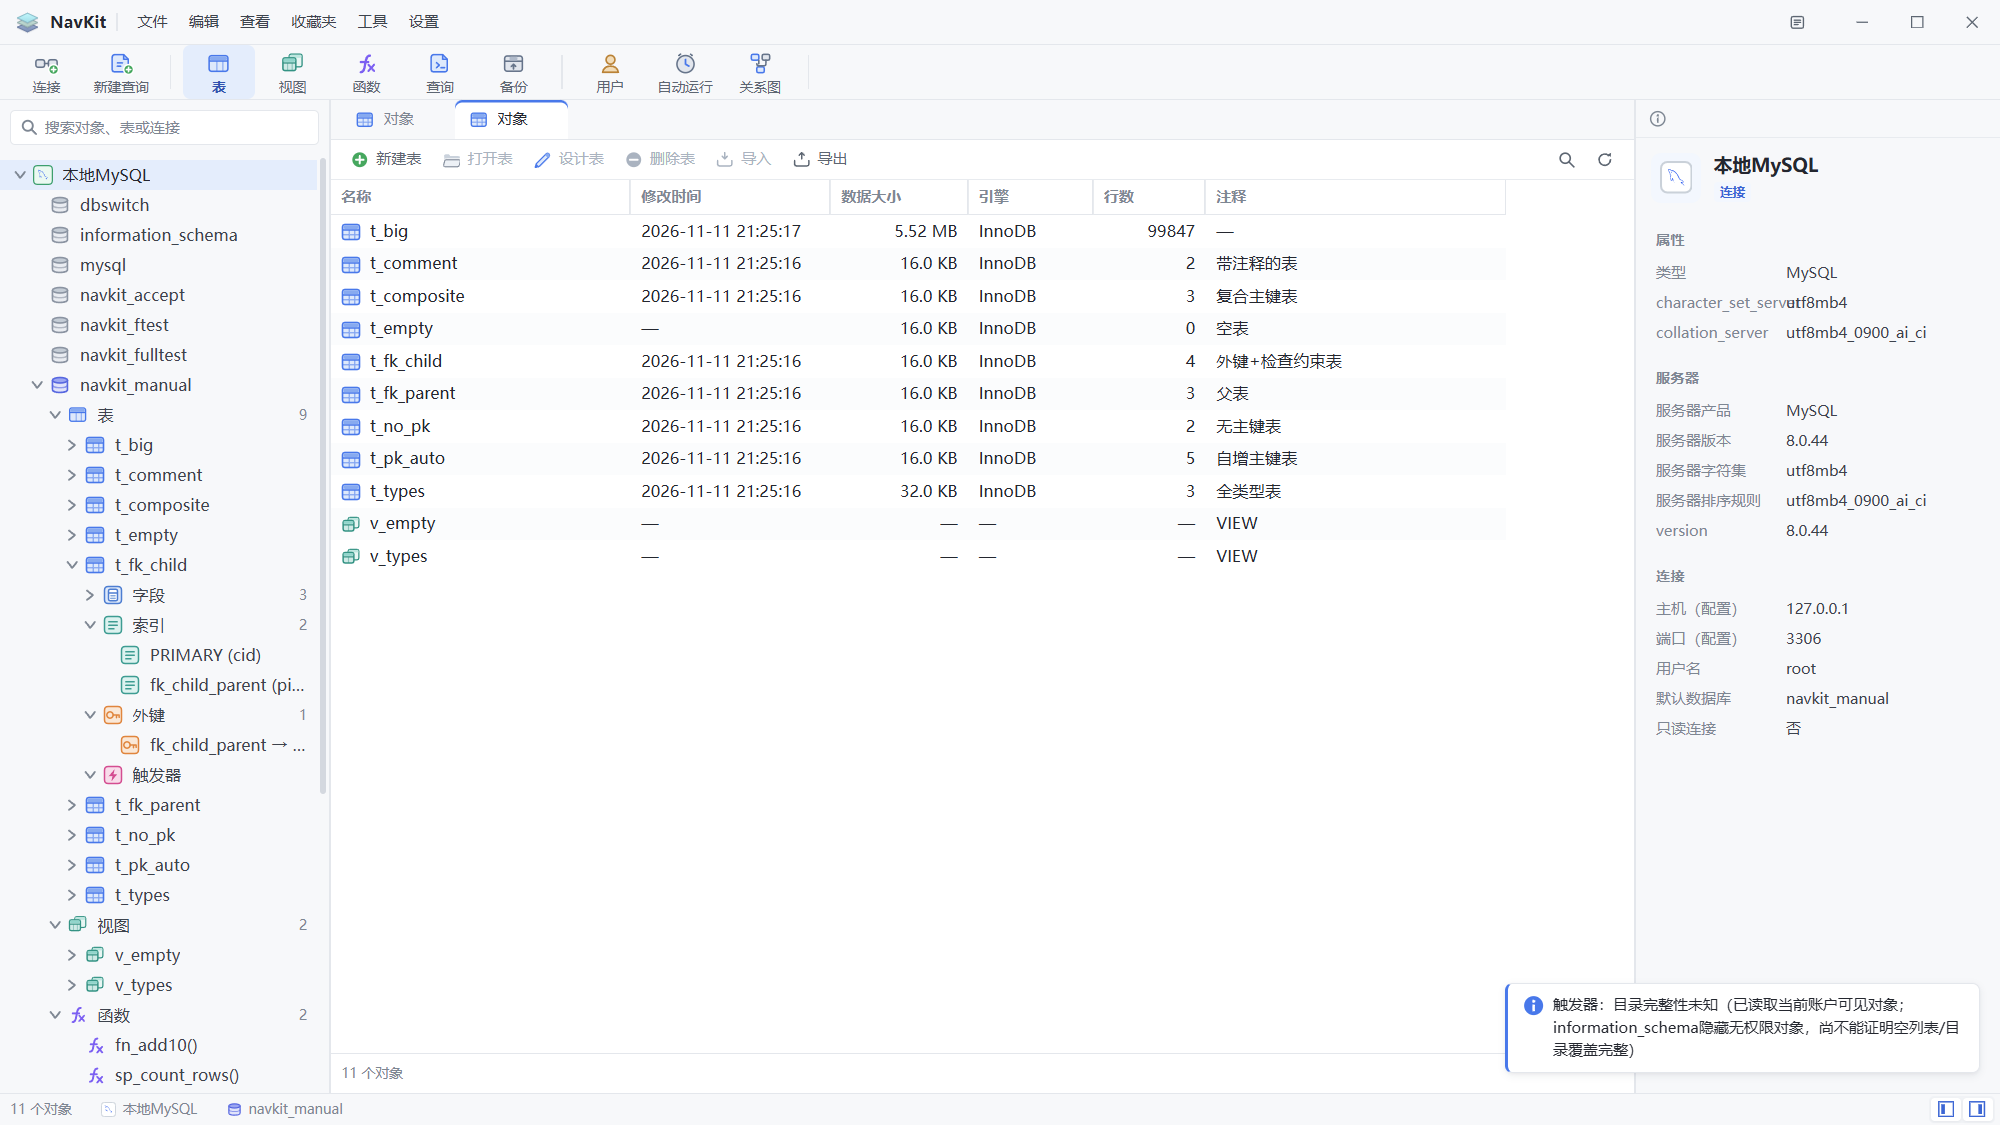 NavKit
文件 编辑 查看 收藏夹 工具 设置
连接 新建查询 表 视图 函数 查询 备份 用户 自动运行 关系图
搜索对象、表或连接
本地MySQL
dbswitch
information_schema
mysql
navkit_accept
navkit_ftest
navkit_fulltest
navkit_manual
表 9
t_big
t_comment
t_composite
t_empty
t_fk_child
字段 3
索引 2
PRIMARY (cid)
fk_child_parent (pi...
外键 1
fk_child_parent → ...
触发器
t_fk_parent
t_no_pk
t_pk_auto
t_types
视图 2
v_empty
v_types
函数 2
fn_add10()
sp_count_rows()
对象 对象
新建表 打开表 设计表 删除表 导入 导出
名称 修改时间 数据大小 引擎 行数 注释
t_big 2026-11-11 21:25:17 5.52 MB InnoDB 99847 —
t_comment 2026-11-11 21:25:16 16.0 KB InnoDB 2 带注释的表
t_composite 2026-11-11 21:25:16 16.0 KB InnoDB 3 复合主键表
t_empty — 16.0 KB InnoDB 0 空表
t_fk_child 2026-11-11 21:25:16 16.0 KB InnoDB 4 外键+检查约束表
t_fk_parent 2026-11-11 21:25:16 16.0 KB InnoDB 3 父表
t_no_pk 2026-11-11 21:25:16 16.0 KB InnoDB 2 无主键表
t_pk_auto 2026-11-11 21:25:16 16.0 KB InnoDB 5 自增主键表
t_types 2026-11-11 21:25:16 32.0 KB InnoDB 3 全类型表
v_empty — — — — VIEW
v_types — — — — VIEW
11 个对象
本地MySQL
连接
属性
类型 MySQL
character_set_serv utf8mb4
collation_server utf8mb4_0900_ai_ci
服务器
服务器产品 MySQL
服务器版本 8.0.44
服务器字符集 utf8mb4
服务器排序规则 utf8mb4_0900_ai_ci
version 8.0.44
连接
主机（配置） 127.0.0.1
端口（配置） 3306
用户名 root
默认数据库 navkit_manual
只读连接 否
触发器：目录完整性未知（已读取当前账户可见对象；
information_schema隐藏无权限对象，尚不能证明空列表/目
录覆盖完整）
11 个对象 本地MySQL navkit_manual